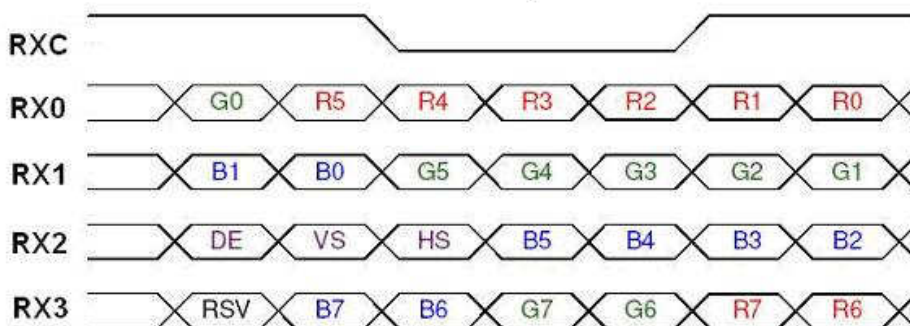 RXC
RX0 G0 R5 R4 R3 R2 R1 R0
RX1 B1 B0 G5 G4 G3 G2 G1
RX2 DE VS HS B5 B4 B3 B2
RX3 RSV B7 B6 G7 G6 R7 R6